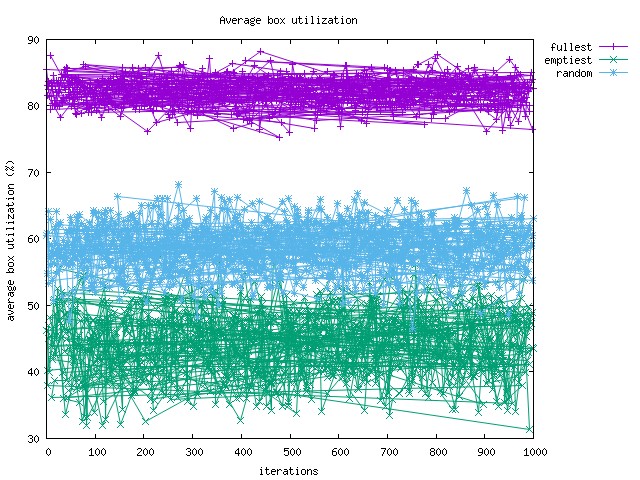 Average box utilization
fullest
emptiest
random
average box utilization (%)
90
80
70
60
50
40
30
0 100 200 300 400 500 600 700 800 900 1000
iterations